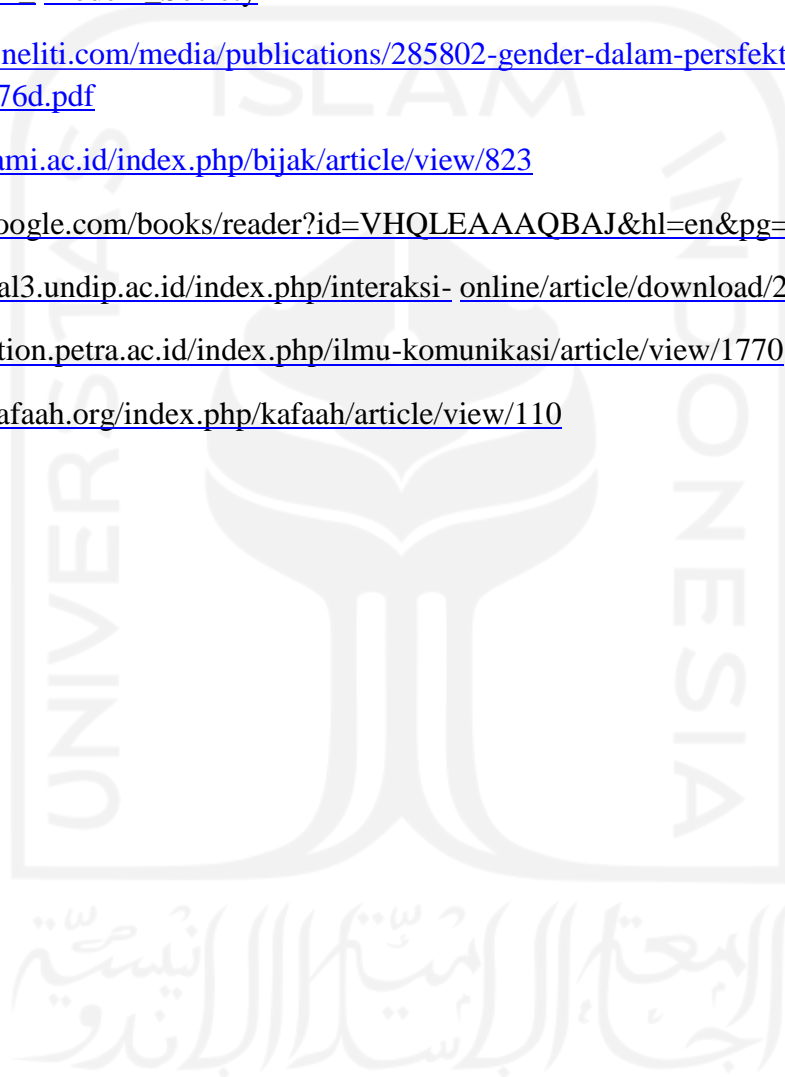 neliti.com/media/publications/285802-gender-dalam-persfekt
76d.pdf
ami.ac.id/index.php/bijak/article/view/823
oogle.com/books/reader?id=VHQLEAAAQBAJ&hl=en&pg=
al3.undip.ac.id/index.php/interaksi- online/article/download/2
tion.petra.ac.id/index.php/ilmu-komunikasi/article/view/1770
afaah.org/index.php/kafaah/article/view/110
UNIVERSITAS
ISLAM
INDONESIA